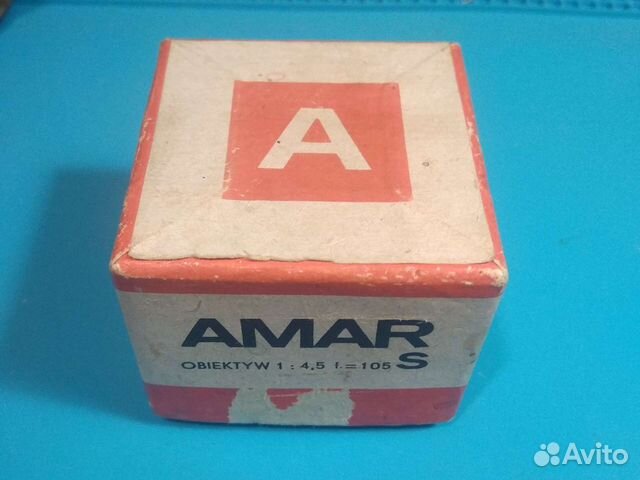 A
AMAR
OBIEKTYW 1 : 4,5 f. = 105 S
Avito